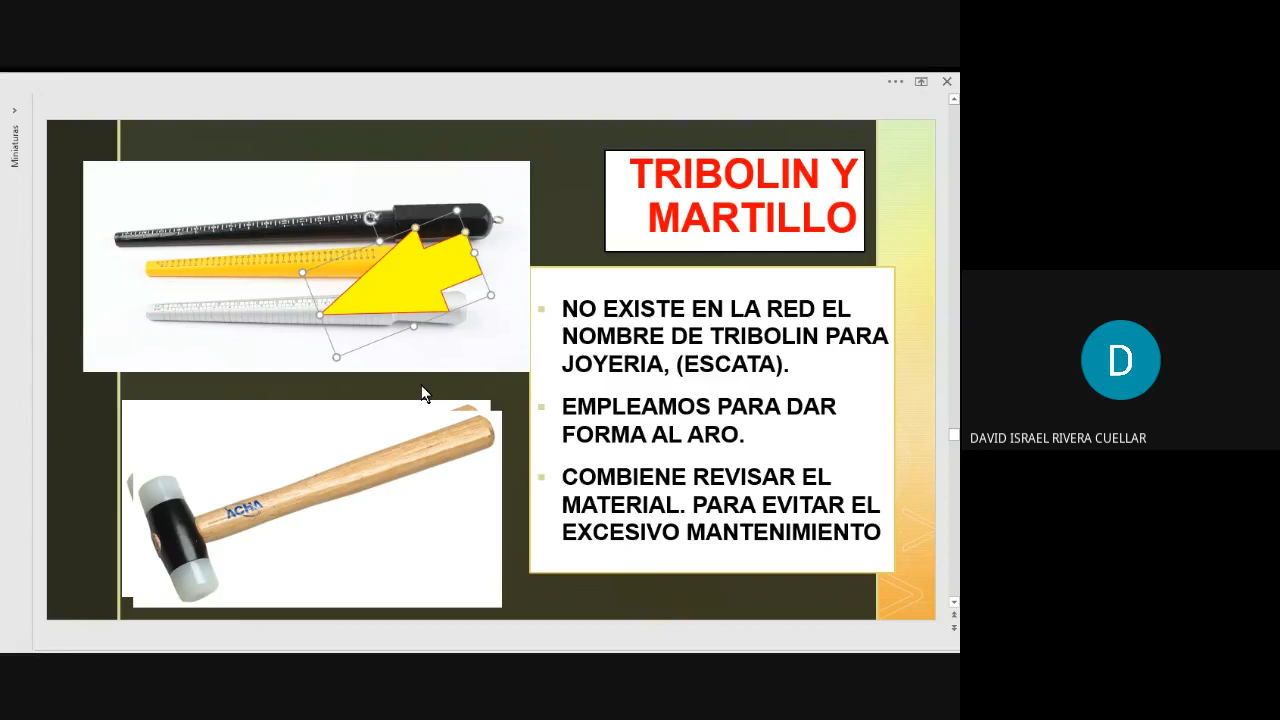 Miniaturas
TRIBOLIN Y
MARTILLO
NO EXISTE EN LA RED EL
NOMBRE DE TRIBOLIN PARA
JOYERIA, (ESCATA).
EMPLEAMOS PARA DAR
FORMA AL ARO.
COMBIENE REVISAR EL
MATERIAL. PARA EVITAR EL
EXCESIVO MANTENIMIENTO
ACHA
D
DAVID ISRAEL RIVERA CUELLAR